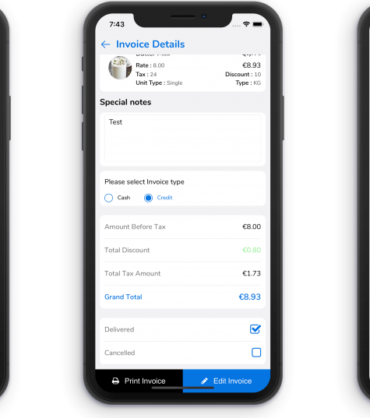 7:43
← Invoice Details
€8.93
Rate : 8.00
Tax : 24
Discount : 10
Unit Type : Single
Type : KG
Special notes
Test
Please select Invoice type
Cash Credit
Amount Before Tax €8.00
Total Discount €0.80
Total Tax Amount €1.73
Grand Total €8.93
Delivered
Cancelled
Print Invoice Edit Invoice